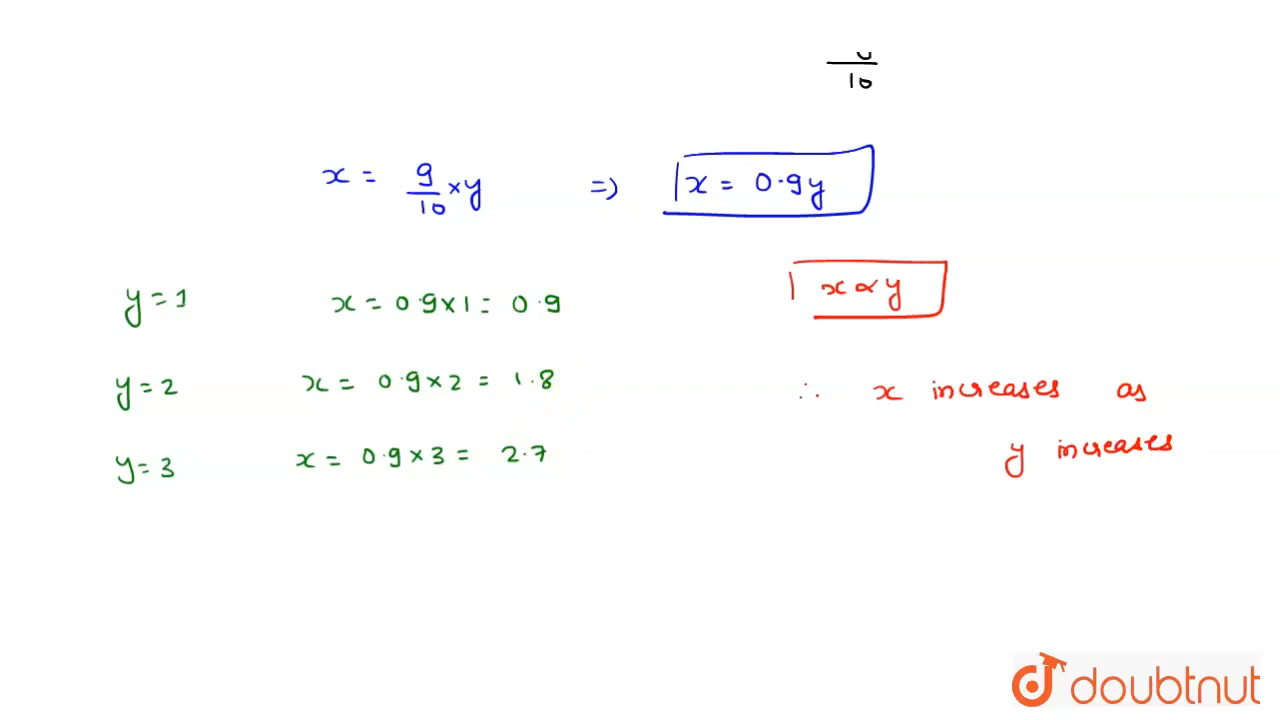 10
x = 9/10 × y ⇒ x = 0.9y
x ∝ y
y = 1 x = 0.9 × 1 = 0.9
y = 2 x = 0.9 × 2 = 1.8
∴ x increases as
y = 3 x = 0.9 × 3 = 2.7
y increases
doubtnut